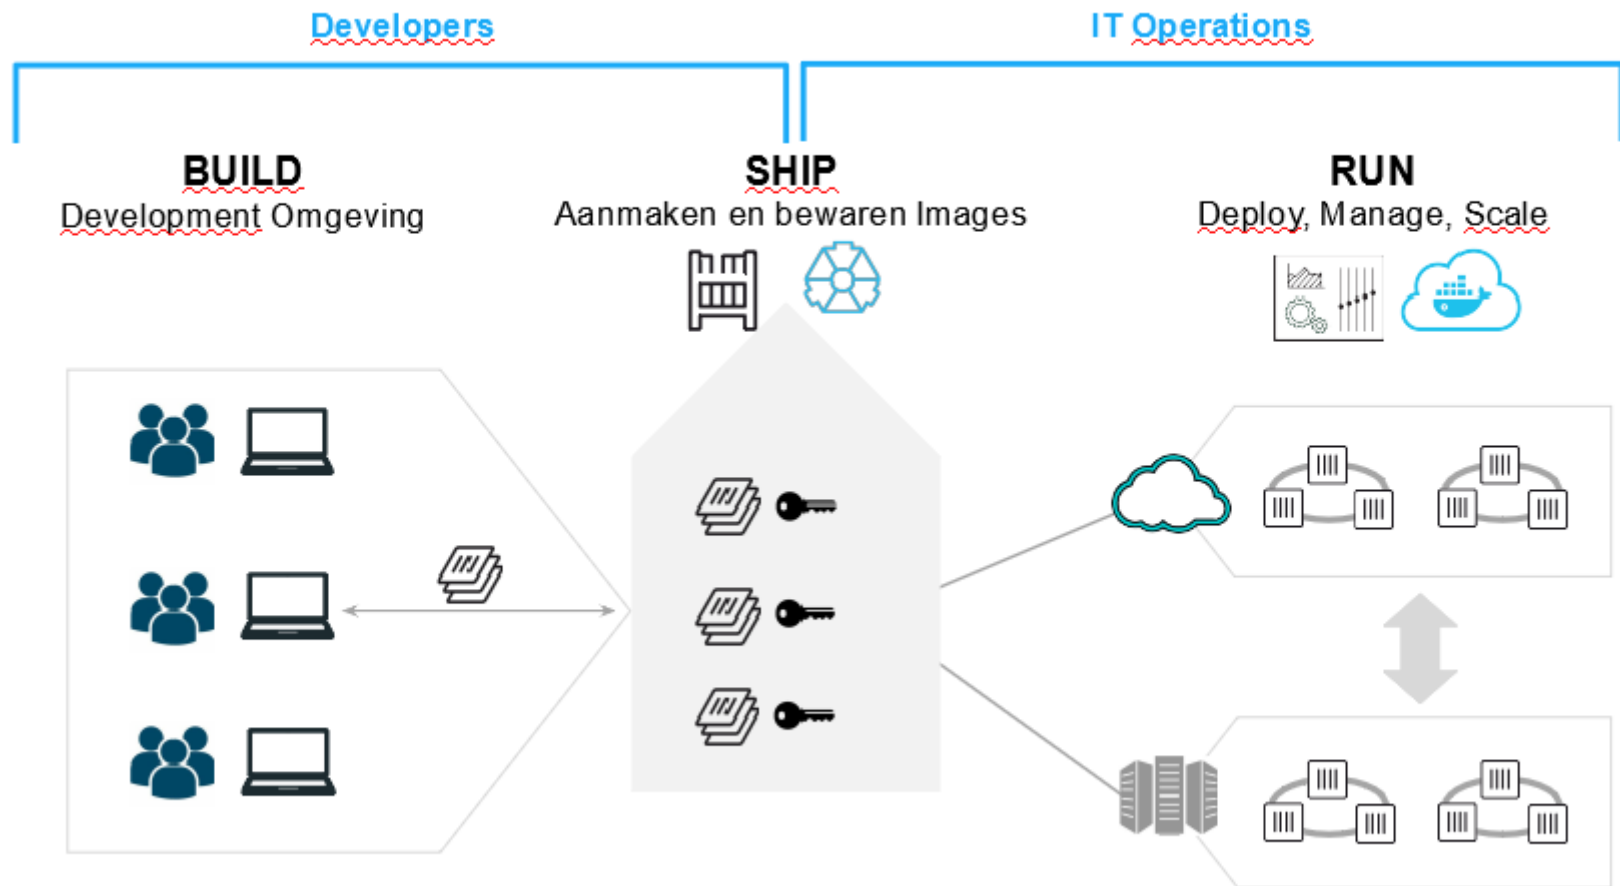 Developers
IT Operations
BUILD
Development Omgeving
SHIP
Aanmaken en bewaren Images
RUN
Deploy, Manage, Scale